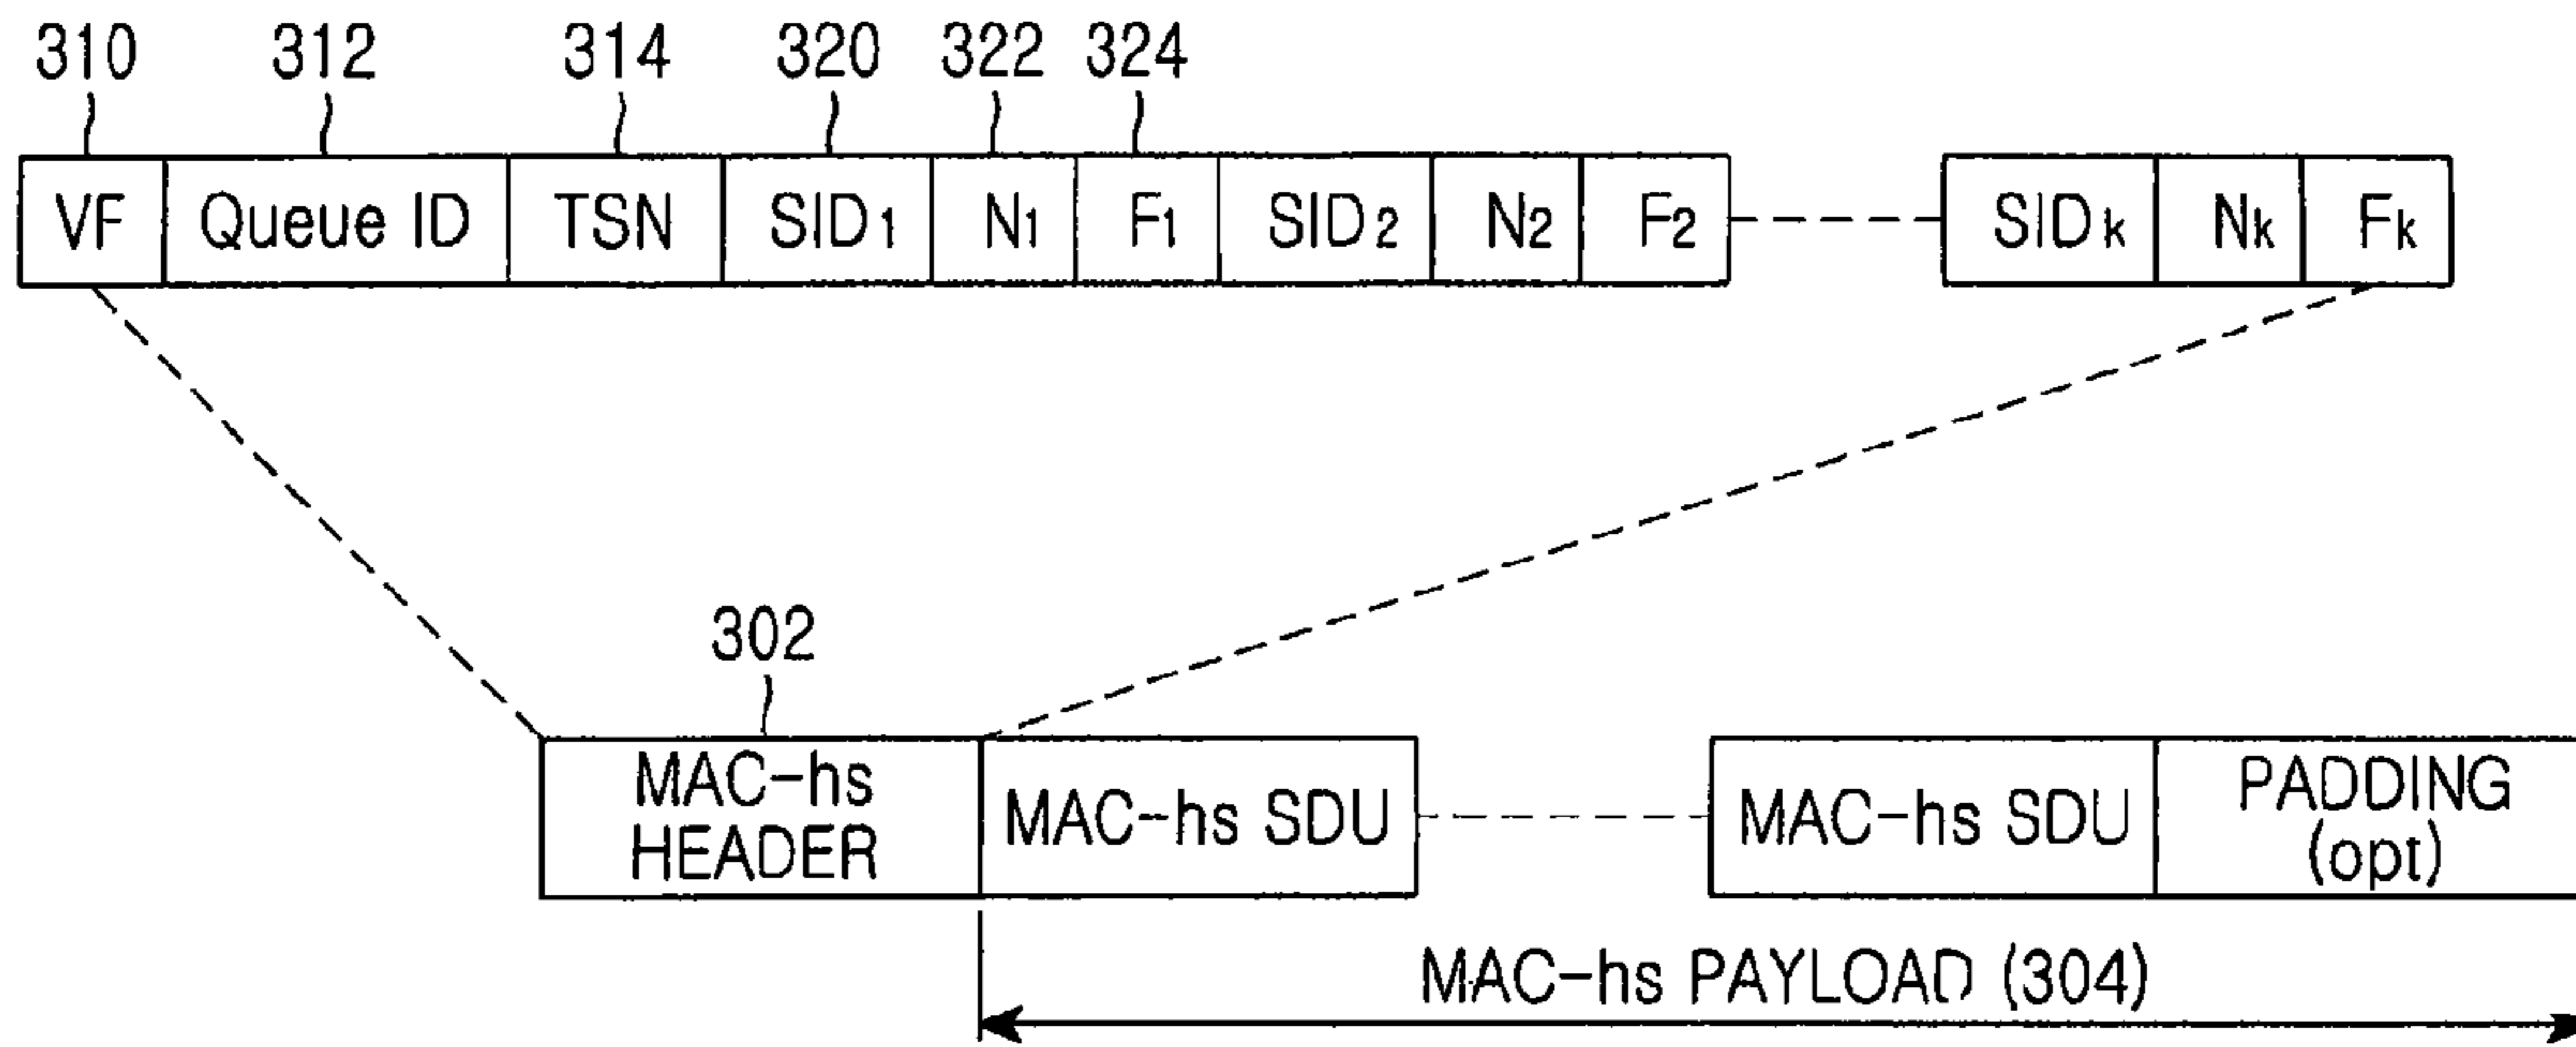 310 312 314 320 322 324
VF Queue ID TSN SID1 N1 F1 SID2 N2 F2 SIDk Nk Fk
302
MAC-hs HEADER MAC-hs SDU MAC-hs SDU PADDING (opt)
MAC-hs PAYLOAD (304)